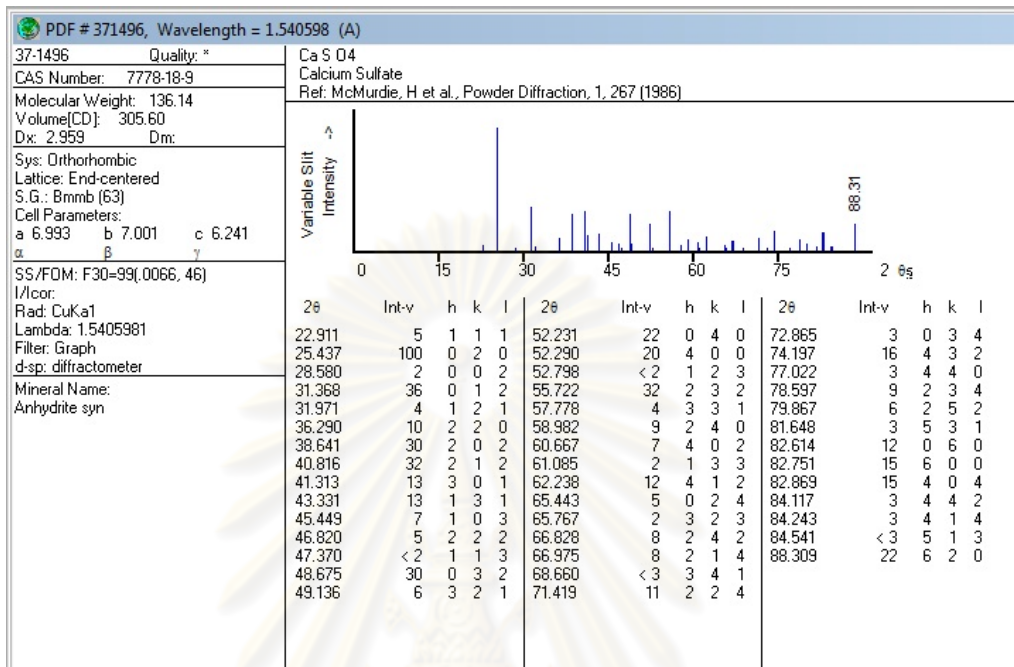 PDF # 371496, Wavelength = 1.540598 (A)
37-1496 Quality: *
CAS Number: 7778-18-9
Molecular Weight: 136.14
Volume[CD]: 305.60
Dx: 2.959 Dm:
Sys: Orthorhombic
Lattice: End-centered
S.G.: Bmmb (63)
Cell Parameters:
a 6.993 b 7.001 c 6.241
α β γ
SS/FOM: F30=99(.0066, 46)
I/Icor:
Rad: CuKa1
Lambda: 1.5405981
Filter: Graph
d-sp: diffractometer
Mineral Name:
Anhydrite syn
Ca S O4
Calcium Sulfate
Ref: McMurdie, H et al., Powder Diffraction, 1, 267 (1986)
Variable Slit
Intensity ->
88.31
0 15 30 45 60 75 2 θ°
2θ Int-v h k l 2θ Int-v h k l 2θ Int-v h k l
22.911 5 1 1 1 52.231 22 0 4 0 72.865 3 0 3 4
25.437 100 0 2 0 52.290 20 4 0 0 74.197 16 4 3 2
28.580 2 0 0 2 52.798 < 2 1 2 3 77.022 3 4 4 0
31.368 36 0 1 2 55.722 32 2 3 2 78.597 9 2 3 4
31.971 4 1 2 1 57.778 4 3 3 1 79.867 6 2 5 2
36.290 10 2 2 0 58.982 9 2 4 0 81.648 3 5 3 1
38.641 30 2 0 2 60.667 7 4 0 2 82.614 12 0 6 0
40.816 32 2 1 2 61.085 2 1 3 3 82.751 15 6 0 0
41.313 13 3 0 1 62.238 12 4 1 2 82.869 15 4 0 4
43.331 13 1 3 1 65.443 5 0 2 4 84.117 3 4 4 2
45.449 7 1 0 3 65.767 2 3 2 3 84.243 3 4 1 4
46.820 5 2 2 2 66.828 8 2 4 2 84.541 < 3 5 1 3
47.370 < 2 1 1 3 66.975 8 2 1 4 88.309 22 6 2 0
48.675 30 0 3 2 68.660 < 3 3 4 1
49.136 6 3 2 1 71.419 11 2 2 4